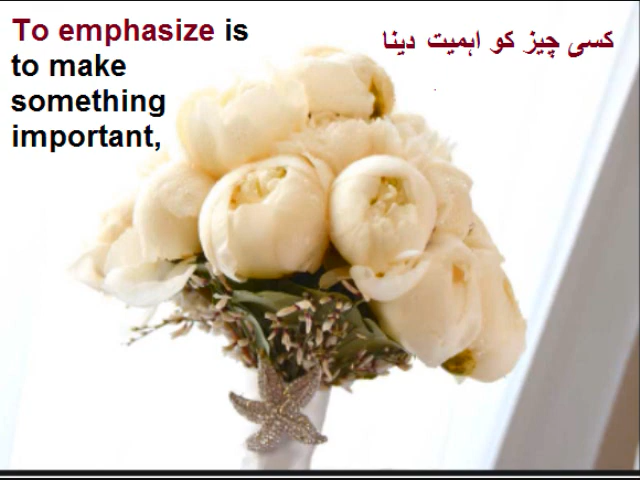 To emphasize is
to make
something
important,
کسی چیز کو اہمیت دینا